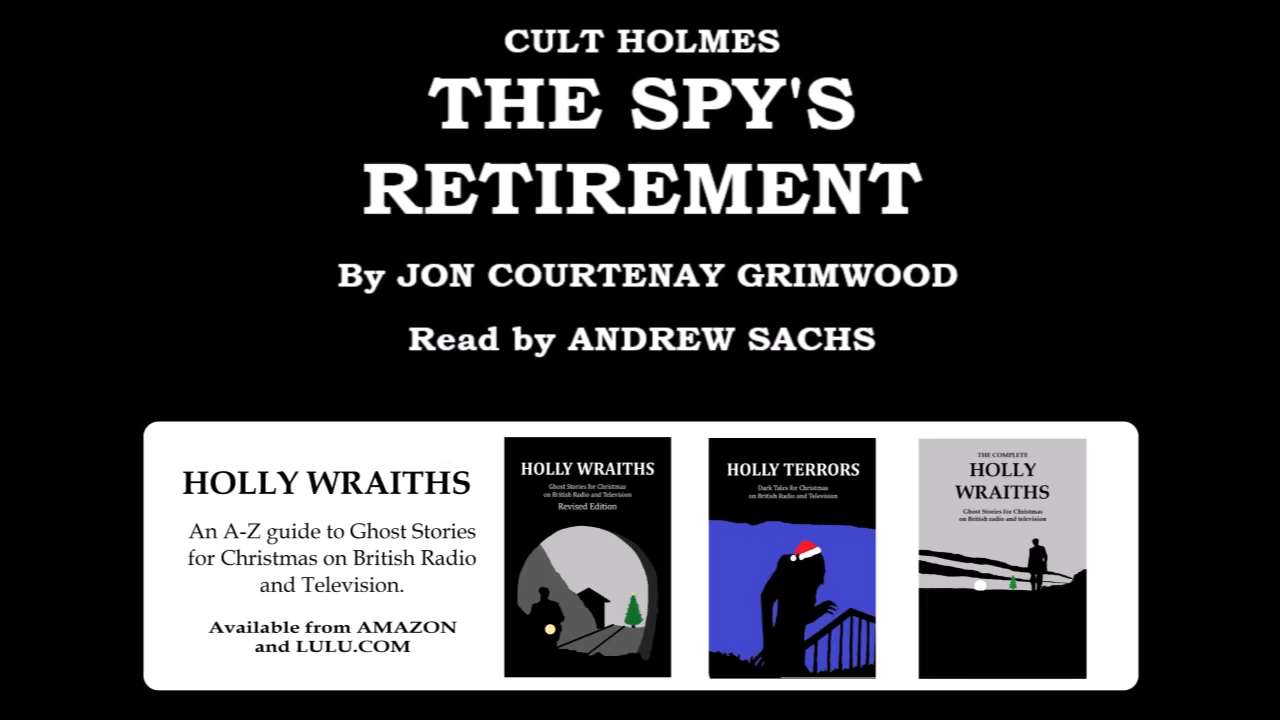 CULT HOLMES
THE SPY'S
RETIREMENT
By JON COURTENAY GRIMWOOD
Read by ANDREW SACHS
HOLLY WRAITHS
An A-Z guide to Ghost Stories
for Christmas on British Radio
and Television.
Available from AMAZON
and LULU.COM
HOLLY WRAITHS
Ghost Stories for Christmas
on British Radio and Television
Revised Edition
HOLLY TERRORS
Dark Tales for Christmas
on British Radio and Television
THE COMPLETE
HOLLY
WRAITHS
Ghost Stories for Christmas
on British radio and television